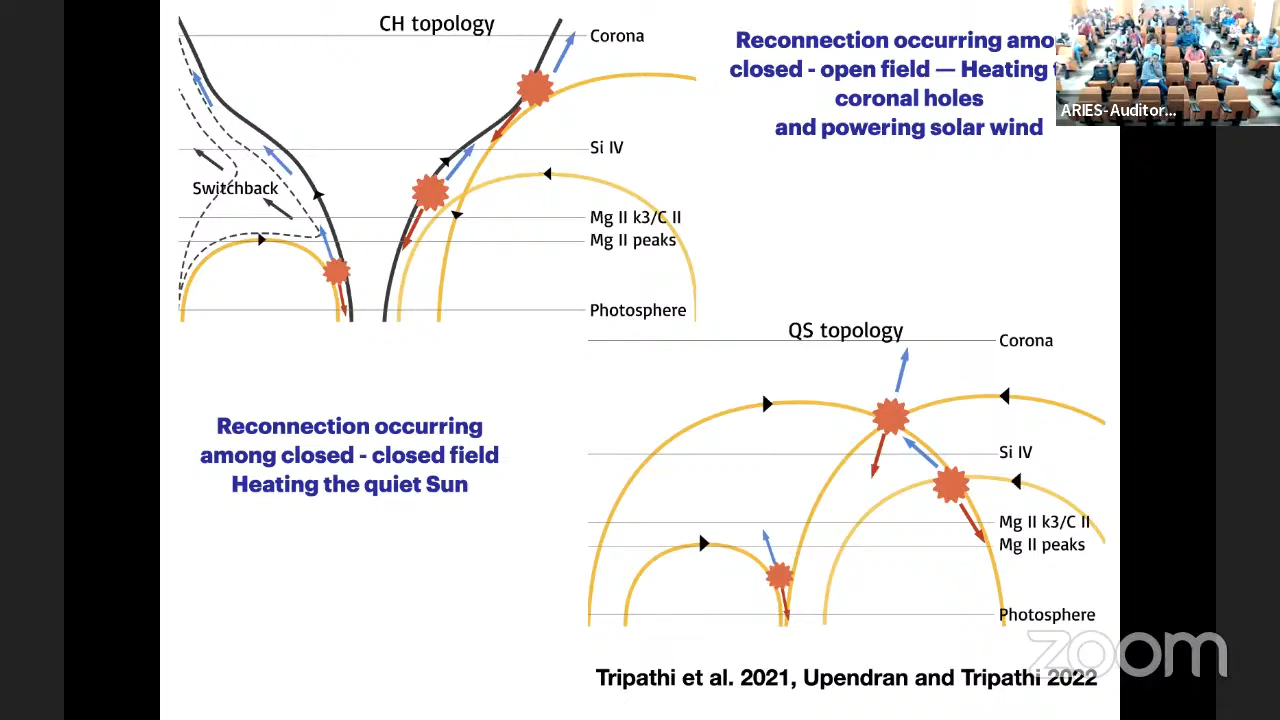 CH topology
Corona
Si IV
Switchback
Mg II k3/C II
Mg II peaks
Photosphere
Reconnection occurring amo
closed - open field — Heating
coronal holes
and powering solar wind
ARIES-Auditor...
Reconnection occurring
among closed - closed field
Heating the quiet Sun
QS topology
Corona
Si IV
Mg II k3/C II
Mg II peaks
Photosphere
zoom
Tripathi et al. 2021, Upendran and Tripathi 2022